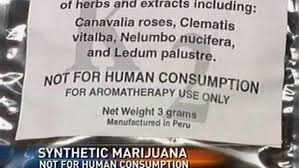 of herbs and extracts including:
Canavalia roses, Clematis
vitalba, Nelumbo nucifera,
and Ledum palustre.
K2
NOT FOR HUMAN CONSUMPTION
FOR AROMATHERAPY USE ONLY
Net Weight 3 grams
Manufactured in Peru
SYNTHETIC MARIJUANA
NOT FOR HUMAN CONSUMPTION